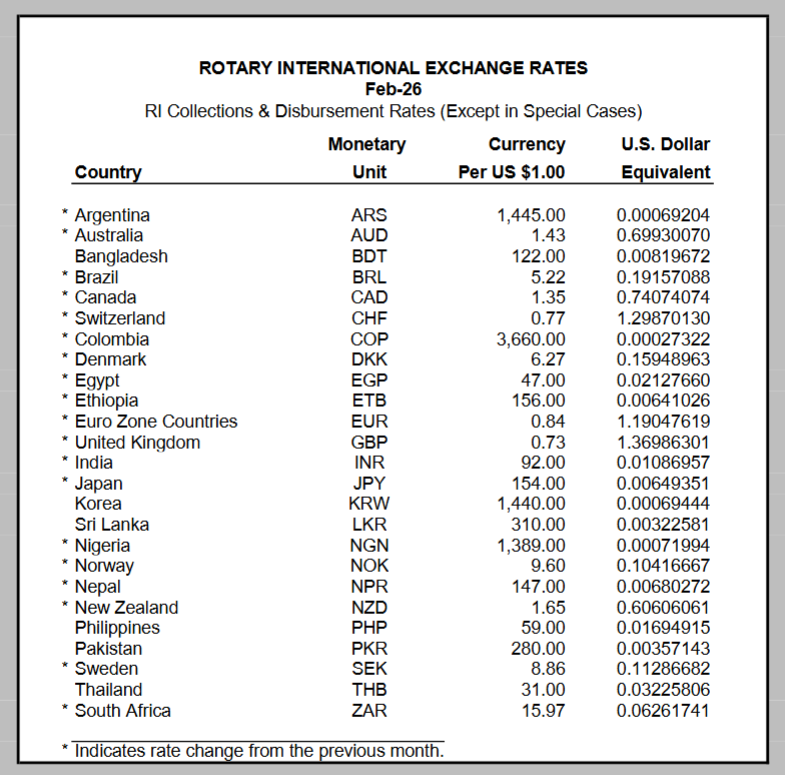 ROTARY INTERNATIONAL EXCHANGE RATES
Feb-26
RI Collections & Disbursement Rates (Except in Special Cases)
Monetary Currency U.S. Dollar
Country Unit Per US $1.00 Equivalent
* Argentina ARS 1,445.00 0.00069204
* Australia AUD 1.43 0.69930070
Bangladesh BDT 122.00 0.00819672
* Brazil BRL 5.22 0.19157088
* Canada CAD 1.35 0.74074074
* Switzerland CHF 0.77 1.29870130
* Colombia COP 3,660.00 0.00027322
* Denmark DKK 6.27 0.15948963
* Egypt EGP 47.00 0.02127660
* Ethiopia ETB 156.00 0.00641026
* Euro Zone Countries EUR 0.84 1.19047619
* United Kingdom GBP 0.73 1.36986301
* India INR 92.00 0.01086957
* Japan JPY 154.00 0.00649351
Korea KRW 1,440.00 0.00069444
Sri Lanka LKR 310.00 0.00322581
* Nigeria NGN 1,389.00 0.00071994
* Norway NOK 9.60 0.10416667
* Nepal NPR 147.00 0.00680272
* New Zealand NZD 1.65 0.60606061
Philippines PHP 59.00 0.01694915
Pakistan PKR 280.00 0.00357143
* Sweden SEK 8.86 0.11286682
Thailand THB 31.00 0.03225806
* South Africa ZAR 15.97 0.06261741
* Indicates rate change from the previous month.